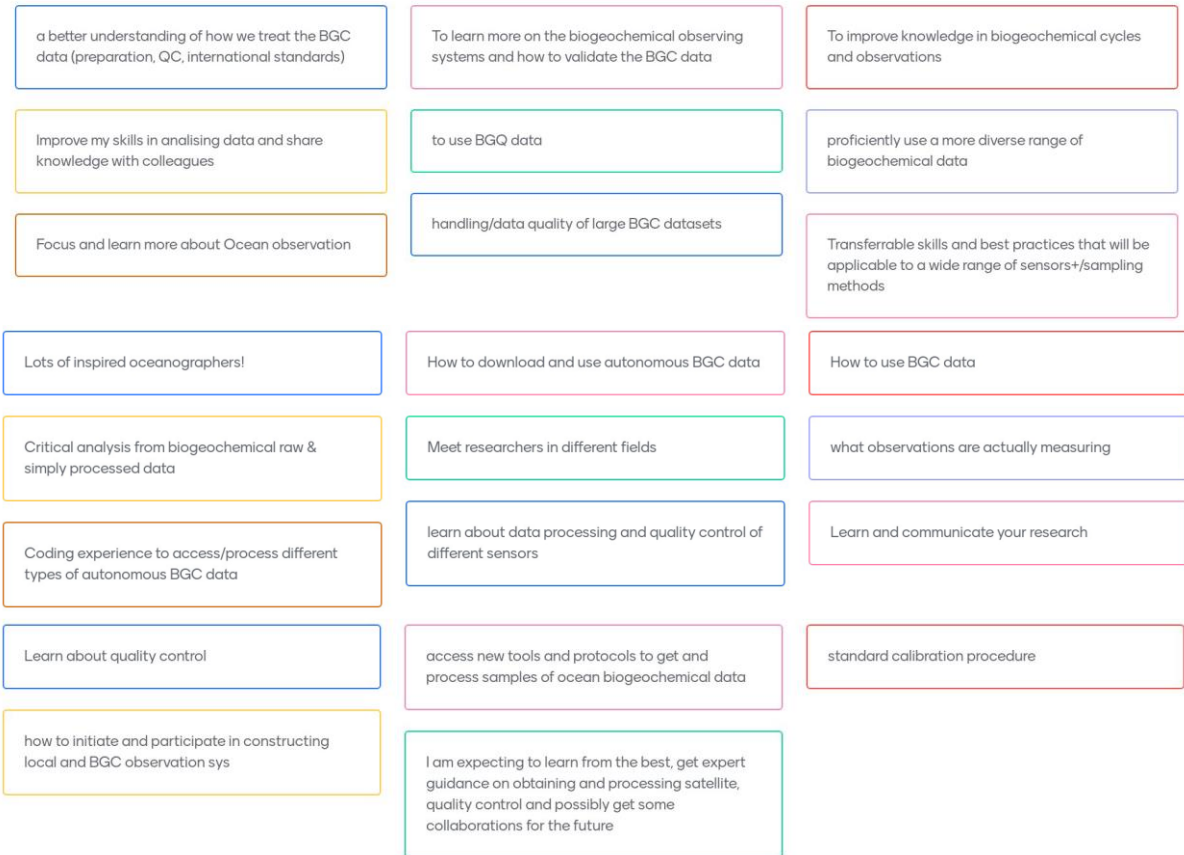 a better understanding of how we treat the BGC
data (preparation, QC, international standards)
To learn more on the biogeochemical observing
systems and how to validate the BGC data
To improve knowledge in biogeochemical cycles
and observations
Improve my skills in analising data and share
knowledge with colleagues
to use BGQ data
proficiently use a more diverse range of
biogeochemical data
Focus and learn more about Ocean observation
handling/data quality of large BGC datasets
Transferrable skills and best practices that will be
applicable to a wide range of sensors+/sampling
methods
Lots of inspired oceanographers!
How to download and use autonomous BGC data
How to use BGC data
Critical analysis from biogeochemical raw &
simply processed data
Meet researchers in different fields
what observations are actually measuring
Coding experience to access/process different
types of autonomous BGC data
learn about data processing and quality control of
different sensors
Learn and communicate your research
Learn about quality control
access new tools and protocols to get and
process samples of ocean biogeochemical data
standard calibration procedure
how to initiate and participate in constructing
local and BGC observation sys
I am expecting to learn from the best, get expert
guidance on obtaining and processing satellite,
quality control and possibly get some
collaborations for the future